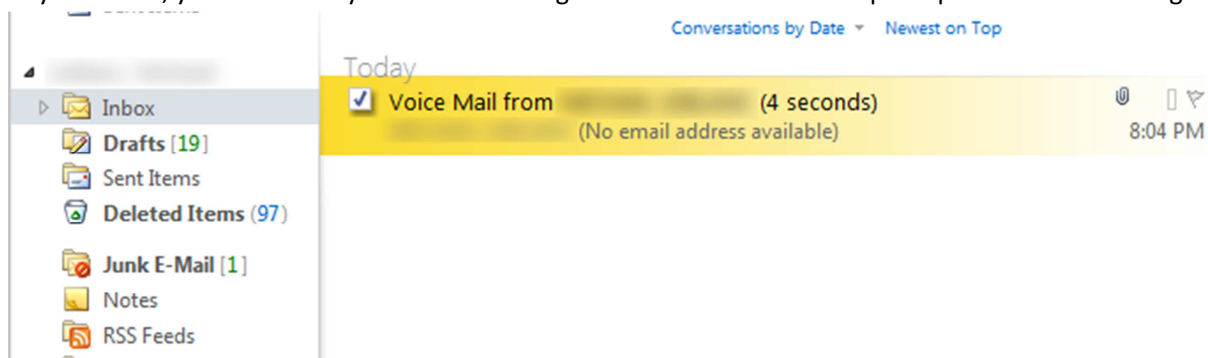 Conversations by Date Newest on Top
Today
Inbox
Voice Mail from (4 seconds)
(No email address available) 8:04 PM
Drafts [19]
Sent Items
Deleted Items (97)
Junk E-Mail [1]
Notes
RSS Feeds